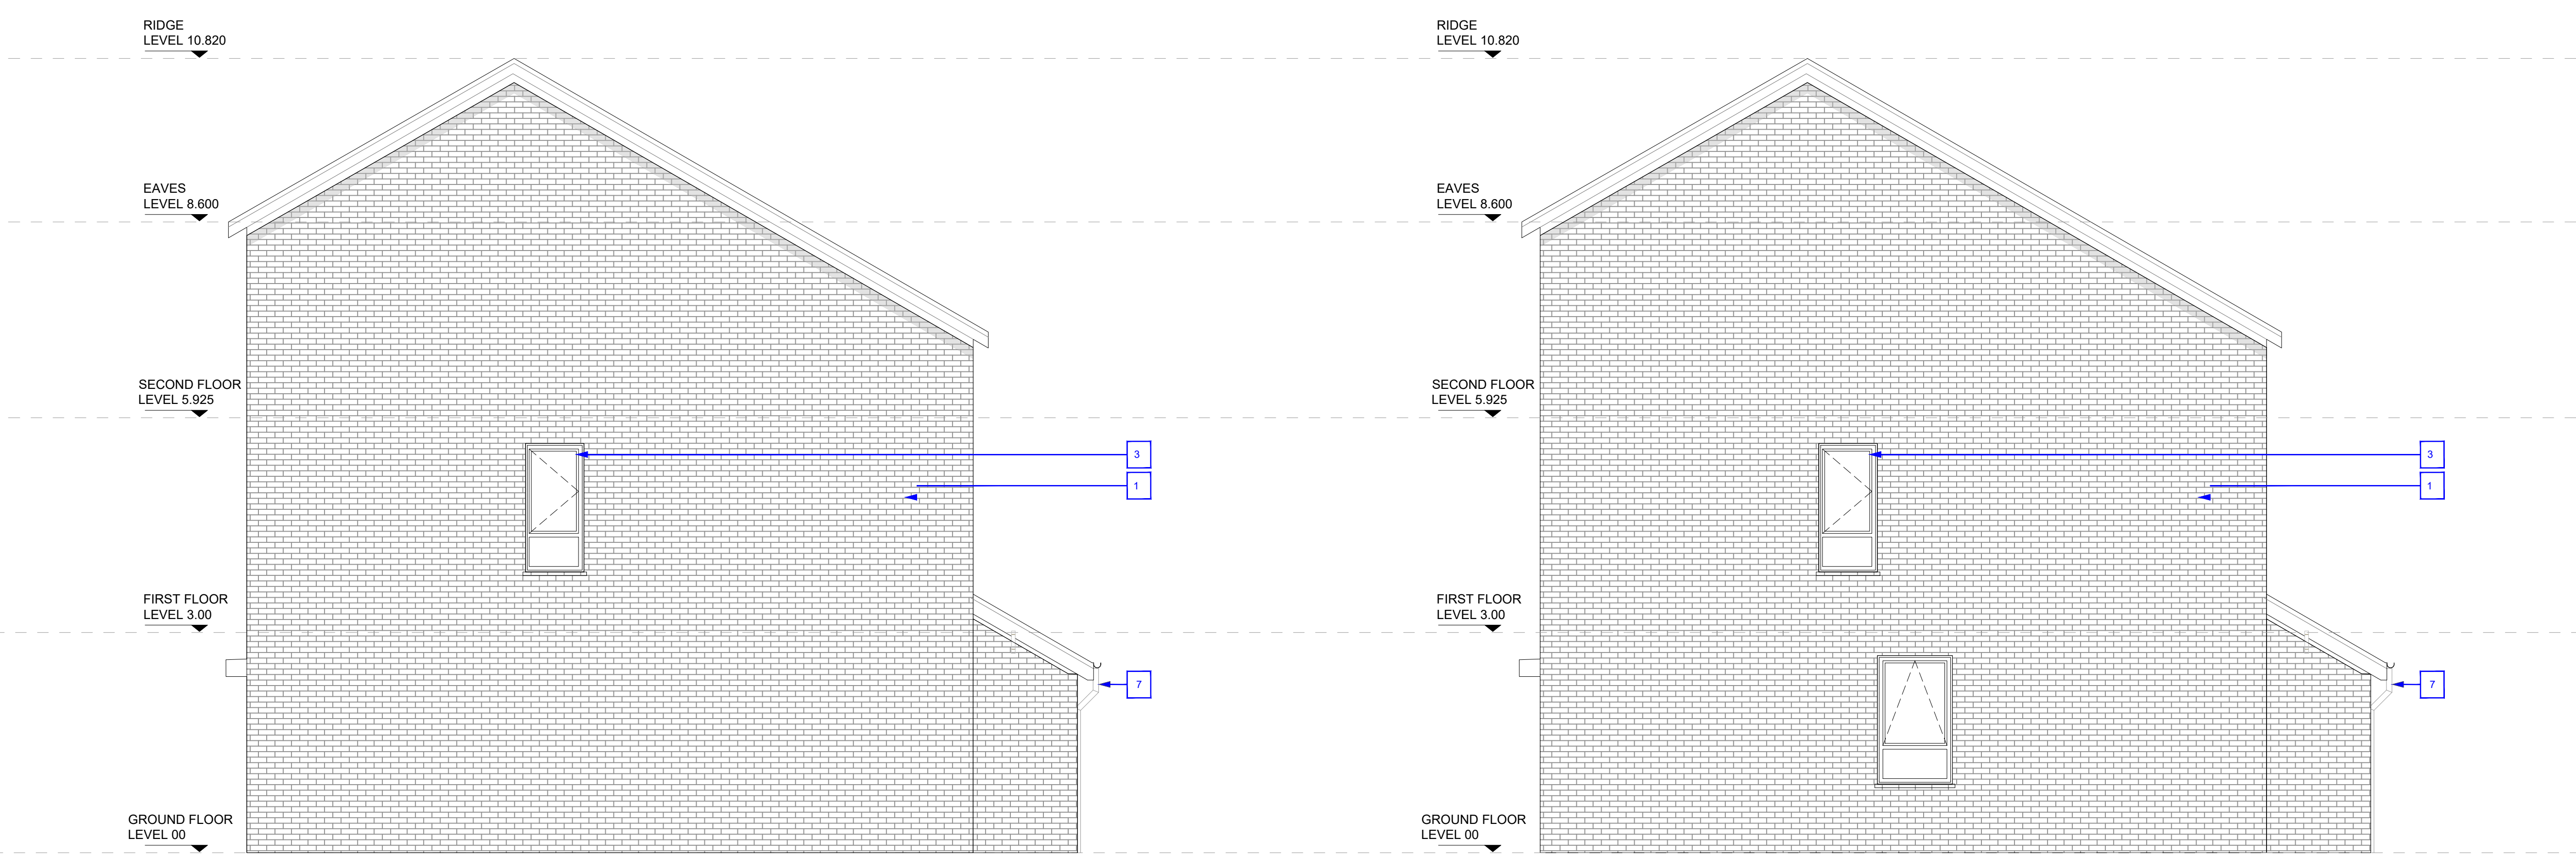 RIDGE
LEVEL 10.820
EAVES
LEVEL 8.600
SECOND FLOOR
LEVEL 5.925
3
1
FIRST FLOOR
LEVEL 3.00
7
GROUND FLOOR
LEVEL 00
RIDGE
LEVEL 10.820
EAVES
LEVEL 8.600
SECOND FLOOR
LEVEL 5.925
3
1
FIRST FLOOR
LEVEL 3.00
7
GROUND FLOOR
LEVEL 00